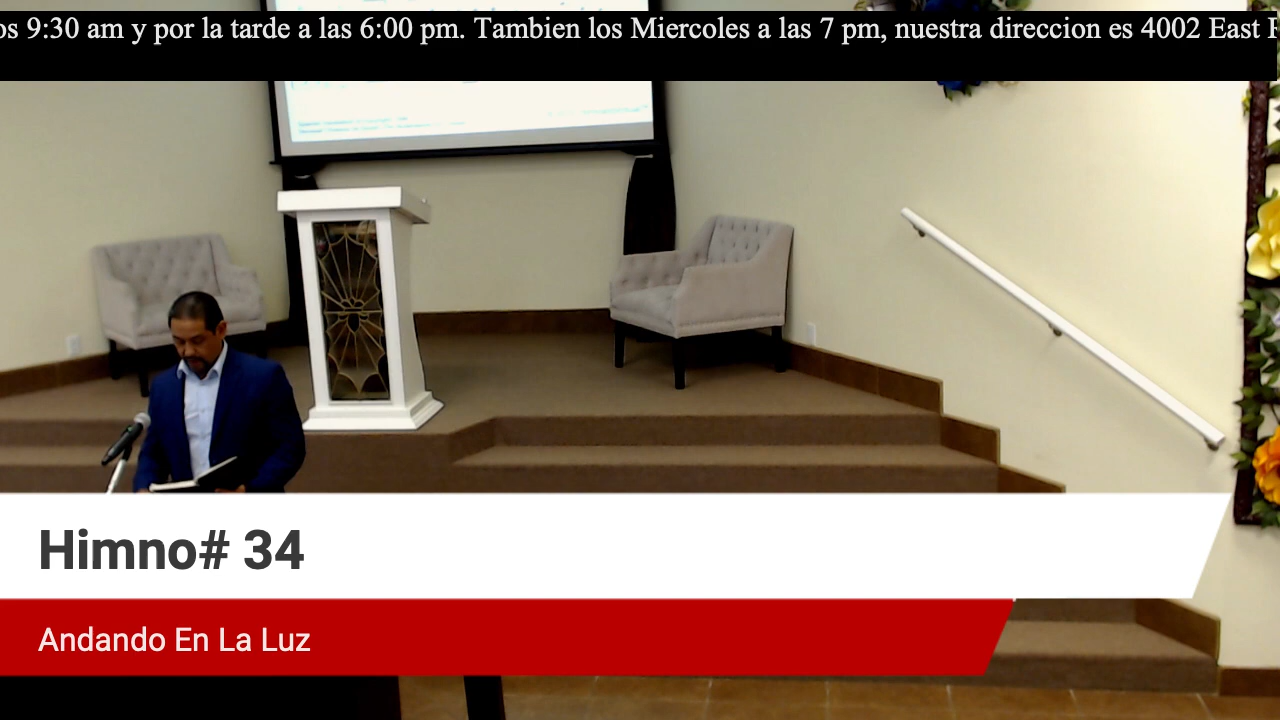 9:30 am y por la tarde a las 6:00 pm. Tambien los Miercoles a las 7 pm, nuestra direccion es 4002 East
Himno# 34
Andando En La Luz